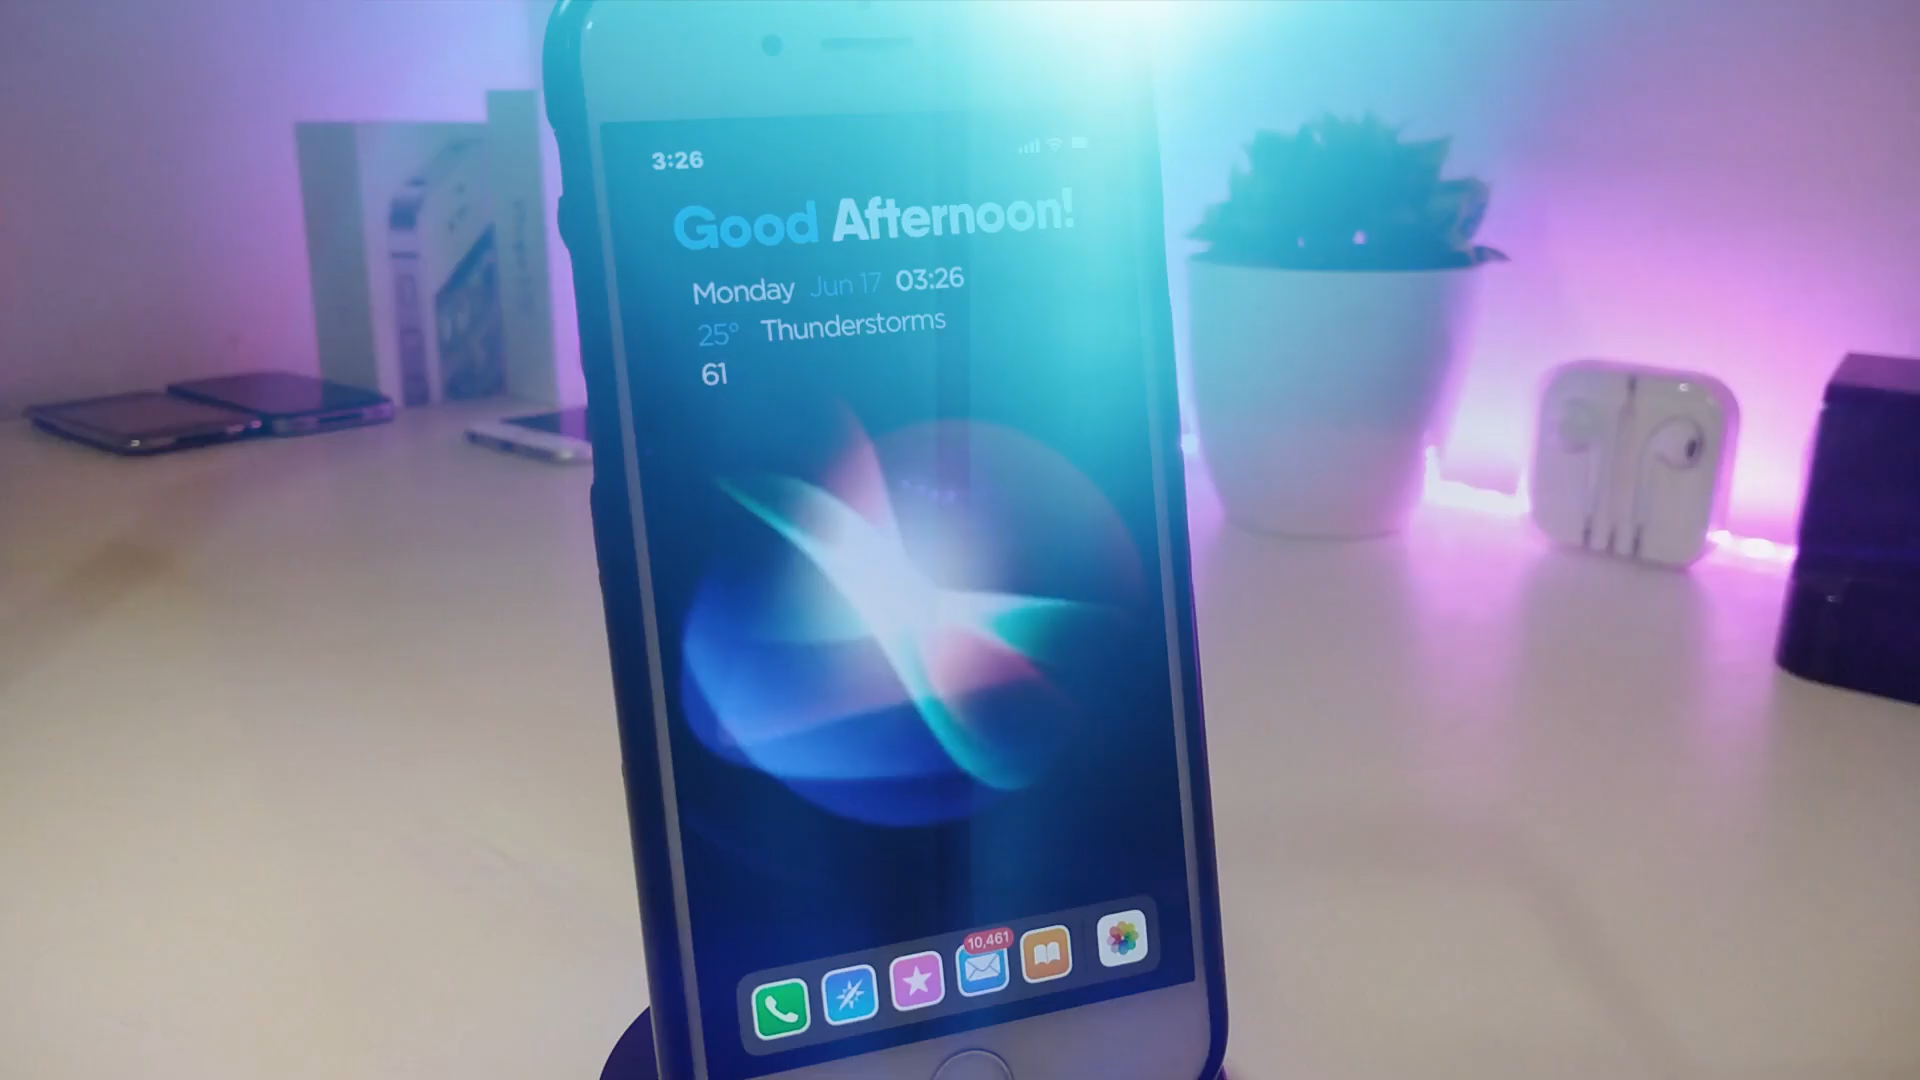 3:26
Good Afternoon!
Monday Jun 17 03:26
25° Thunderstorms
61
10,461